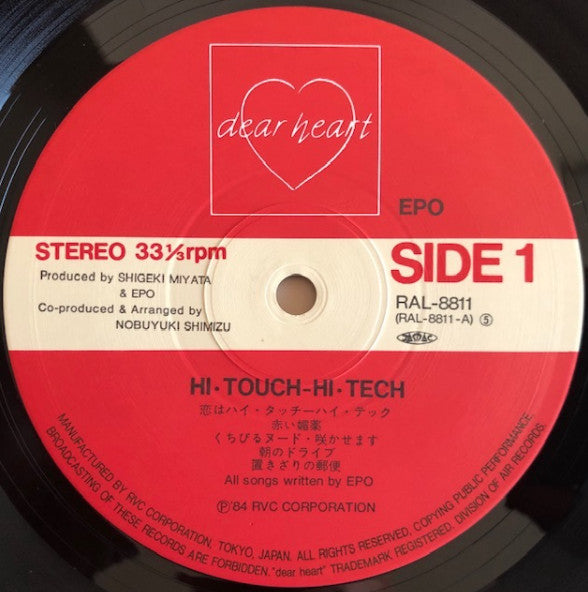 dear heart
EPO
STEREO 33⅓rpm
SIDE 1
Produced by SHIGEKI MIYATA
& EPO
Co-produced & Arranged by
NOBUYUKI SHIMIZU
RAL-8811
(RAL-8811-A) ⑤
HI・TOUCH-HI・TECH
恋はハイ・タッチーハイ・テック
赤い媚薬
くちびるヌード・咲かせます
朝のドライブ
置きざりの郵便
All songs written by EPO
Ⓟ'84 RVC CORPORATION
MANUFACTURED BY RVC CORPORATION, TOKYO, JAPAN. ALL RIGHTS RESERVED. COPYING PUBLIC PERFORMANCE
BROADCASTING OF THESE RECORDS ARE FORBIDDEN. "dear heart" TRADEMARK REGISTERED. DIVISION OF AIR RECORDS.